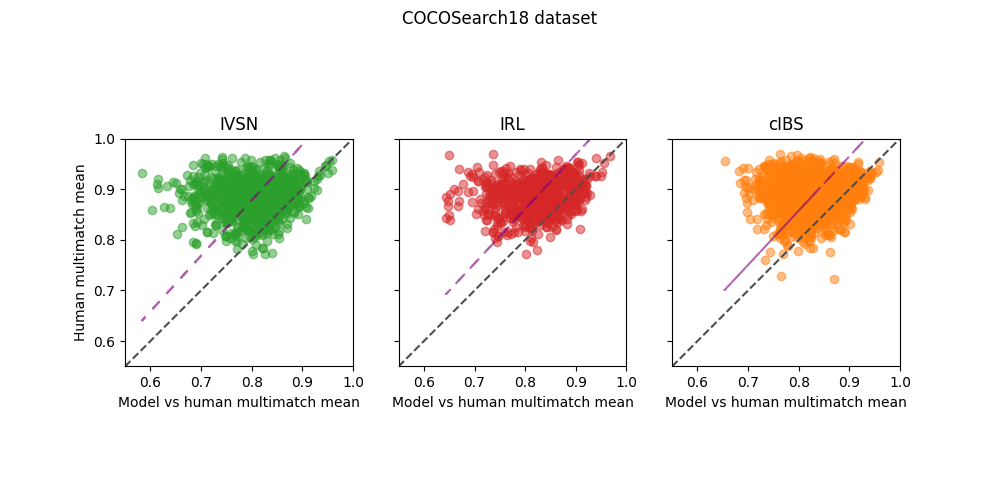 COCOSearch18 dataset
IVSN
IRL
cIBS
Human multimatch mean
1.0
0.9
0.8
0.7
0.6
0.6 0.7 0.8 0.9 1.0
0.6 0.7 0.8 0.9 1.0
0.6 0.7 0.8 0.9 1.0
Model vs human multimatch mean
Model vs human multimatch mean
Model vs human multimatch mean